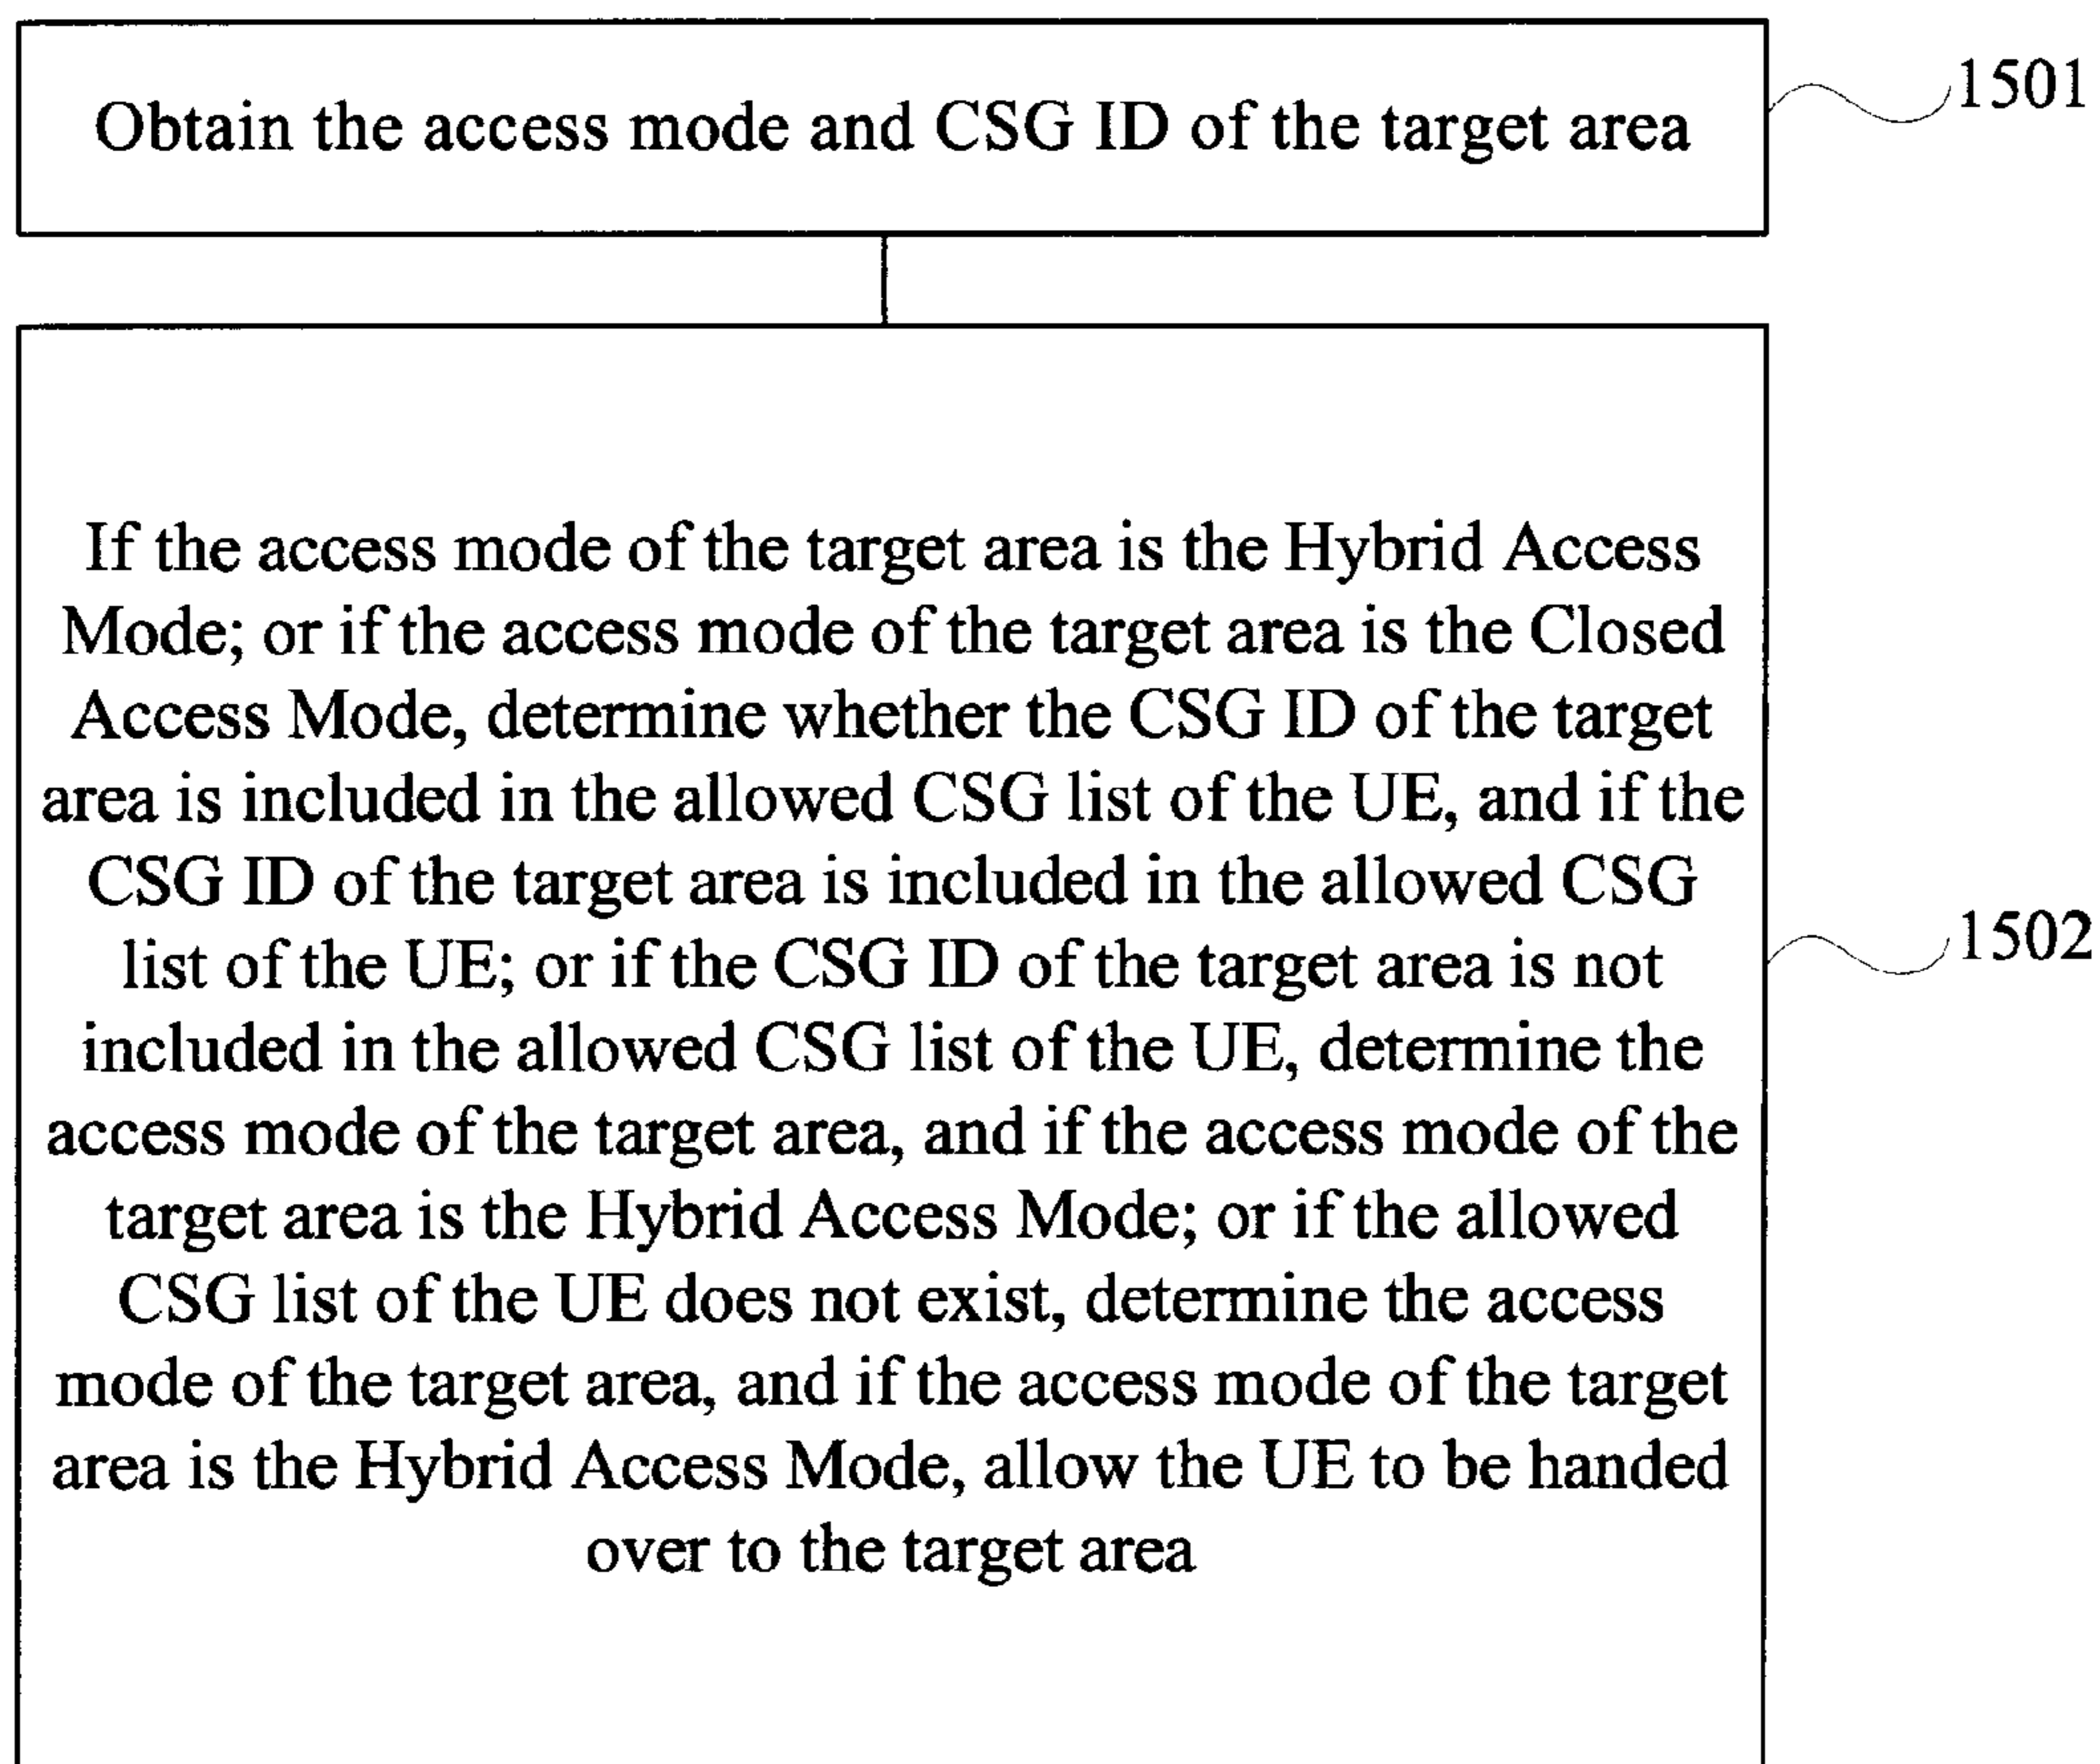 Obtain the access mode and CSG ID of the target area
1501
If the access mode of the target area is the Hybrid Access
Mode; or if the access mode of the target area is the Closed
Access Mode, determine whether the CSG ID of the target
area is included in the allowed CSG list of the UE, and if the
CSG ID of the target area is included in the allowed CSG
list of the UE; or if the CSG ID of the target area is not
included in the allowed CSG list of the UE, determine the
access mode of the target area, and if the access mode of the
target area is the Hybrid Access Mode; or if the allowed
CSG list of the UE does not exist, determine the access
mode of the target area, and if the access mode of the target
area is the Hybrid Access Mode, allow the UE to be handed
over to the target area
1502